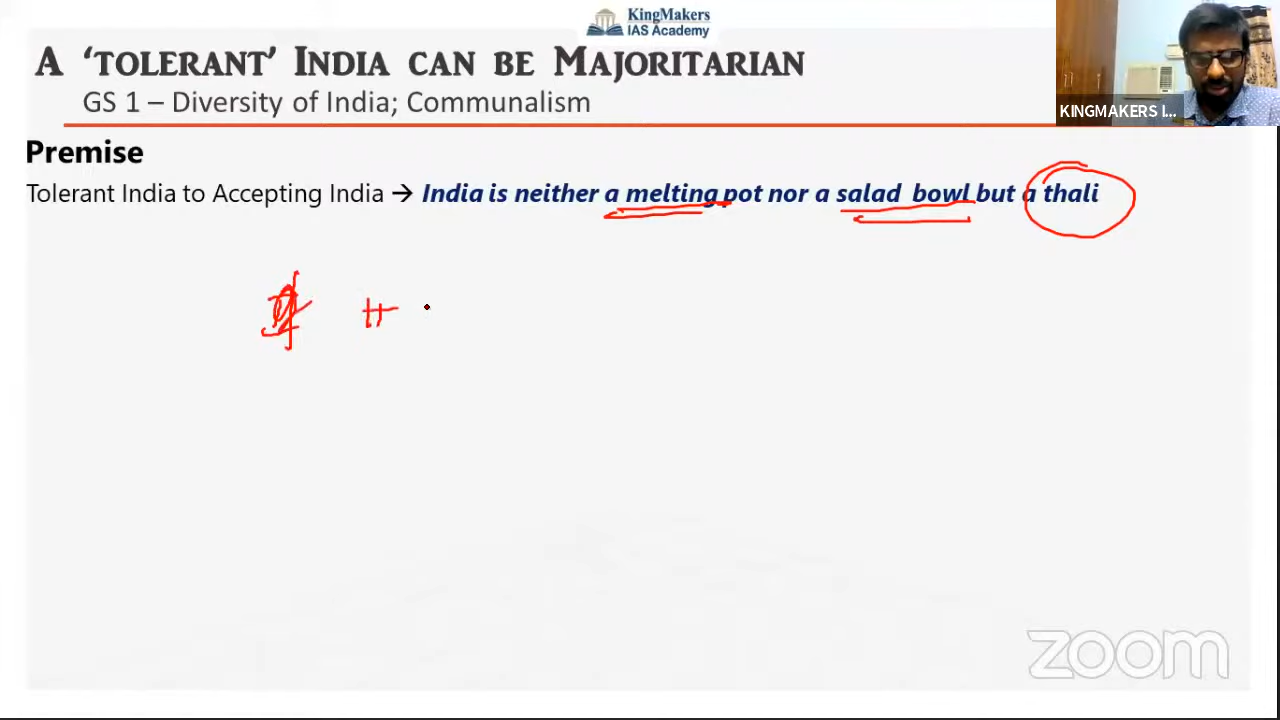 KingMakers
IAS Academy
A ‘TOLERANT’ INDIA CAN BE MAJORITARIAN
GS 1 – Diversity of India; Communalism
KINGMAKERS I...
Premise
Tolerant India to Accepting India → India is neither a melting pot nor a salad bowl but a thali
H
zoom